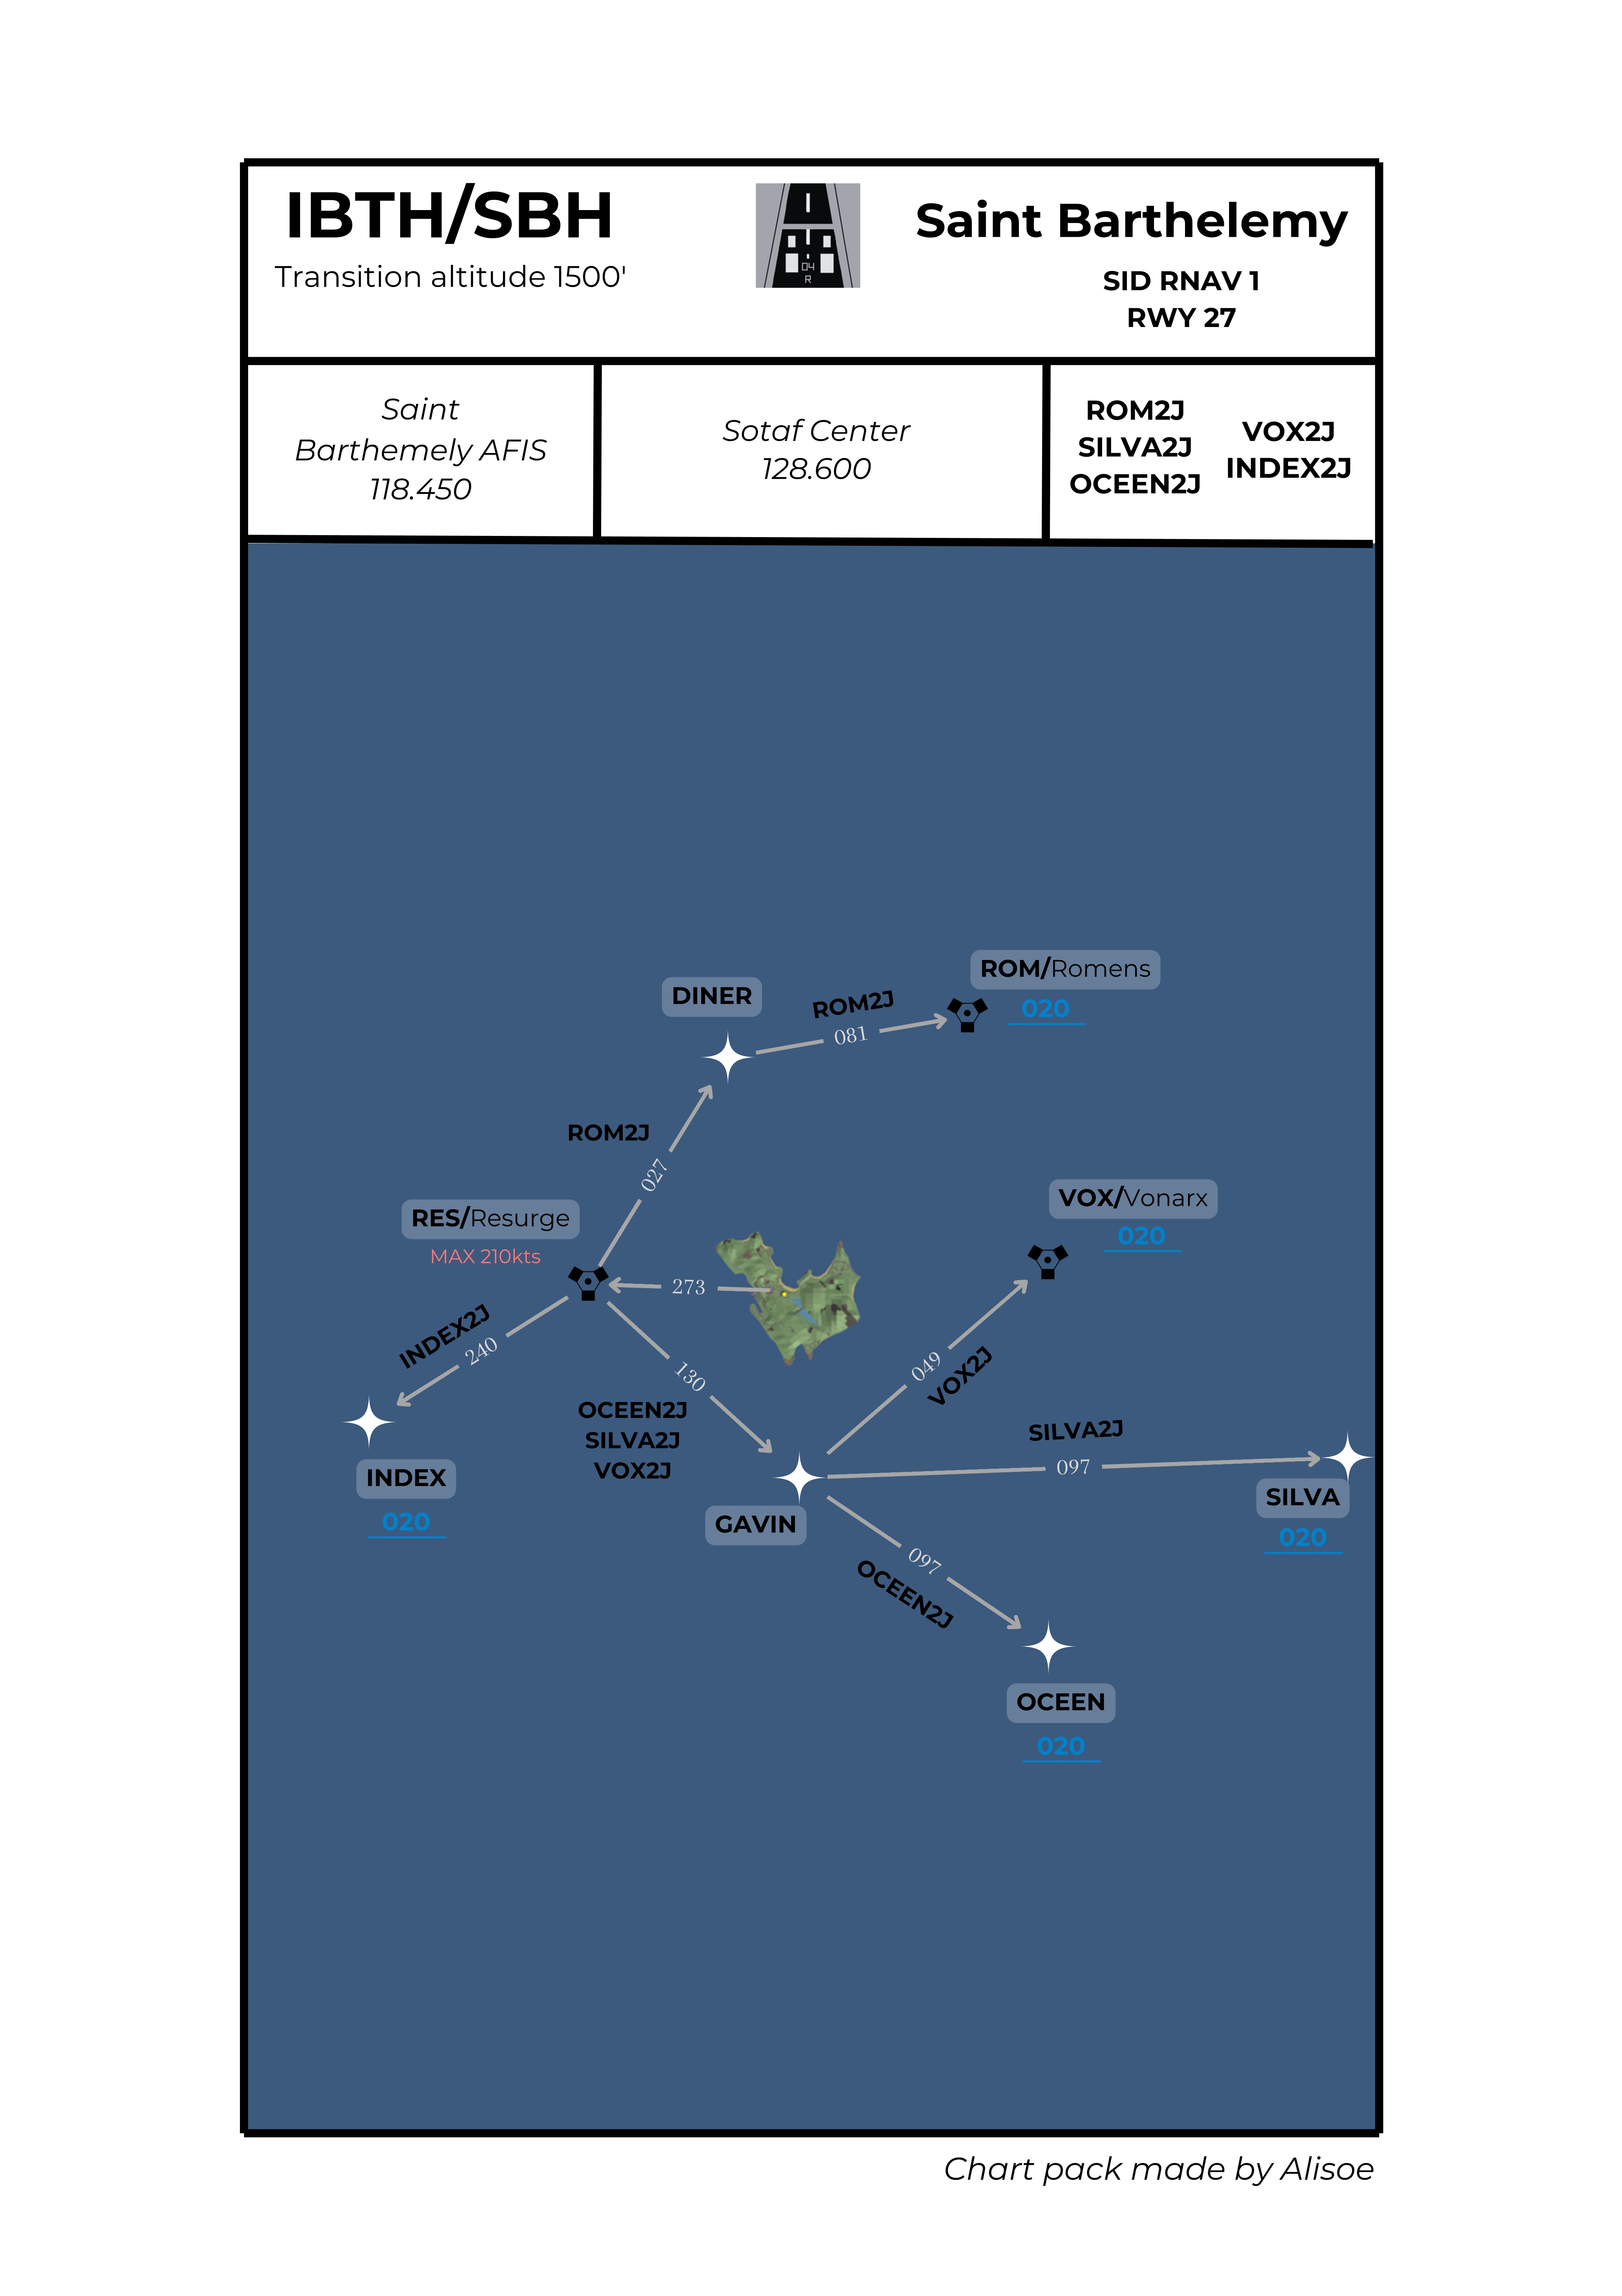 IBTH/SBH
Transition altitude 1500'
04
R
Saint Barthelemy
SID RNAV 1
RWY 27
Saint
Barthemely AFIS
118.450
Sotaf Center
128.600
ROM2J
SILVA2J
OCEEN2J
VOX2J
INDEX2J
ROM/Romens
020
DINER
ROM2J
081
ROM2J
027
VOX/Vonarx
020
RES/Resurge
MAX 210kts
273
INDEX2J
240
130
049
VOX2J
OCEEN2J
SILVA2J
VOX2J
SILVA2J
097
INDEX
020
SILVA
020
GAVIN
097
OCEEN2J
OCEEN
020
Chart pack made by Alisoe